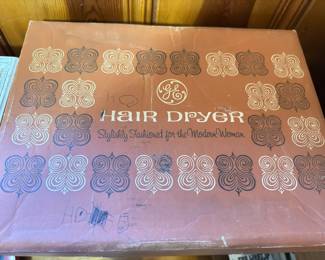 GE
HAIR DRYER
Stylishly Fashioned for the Modern Woman